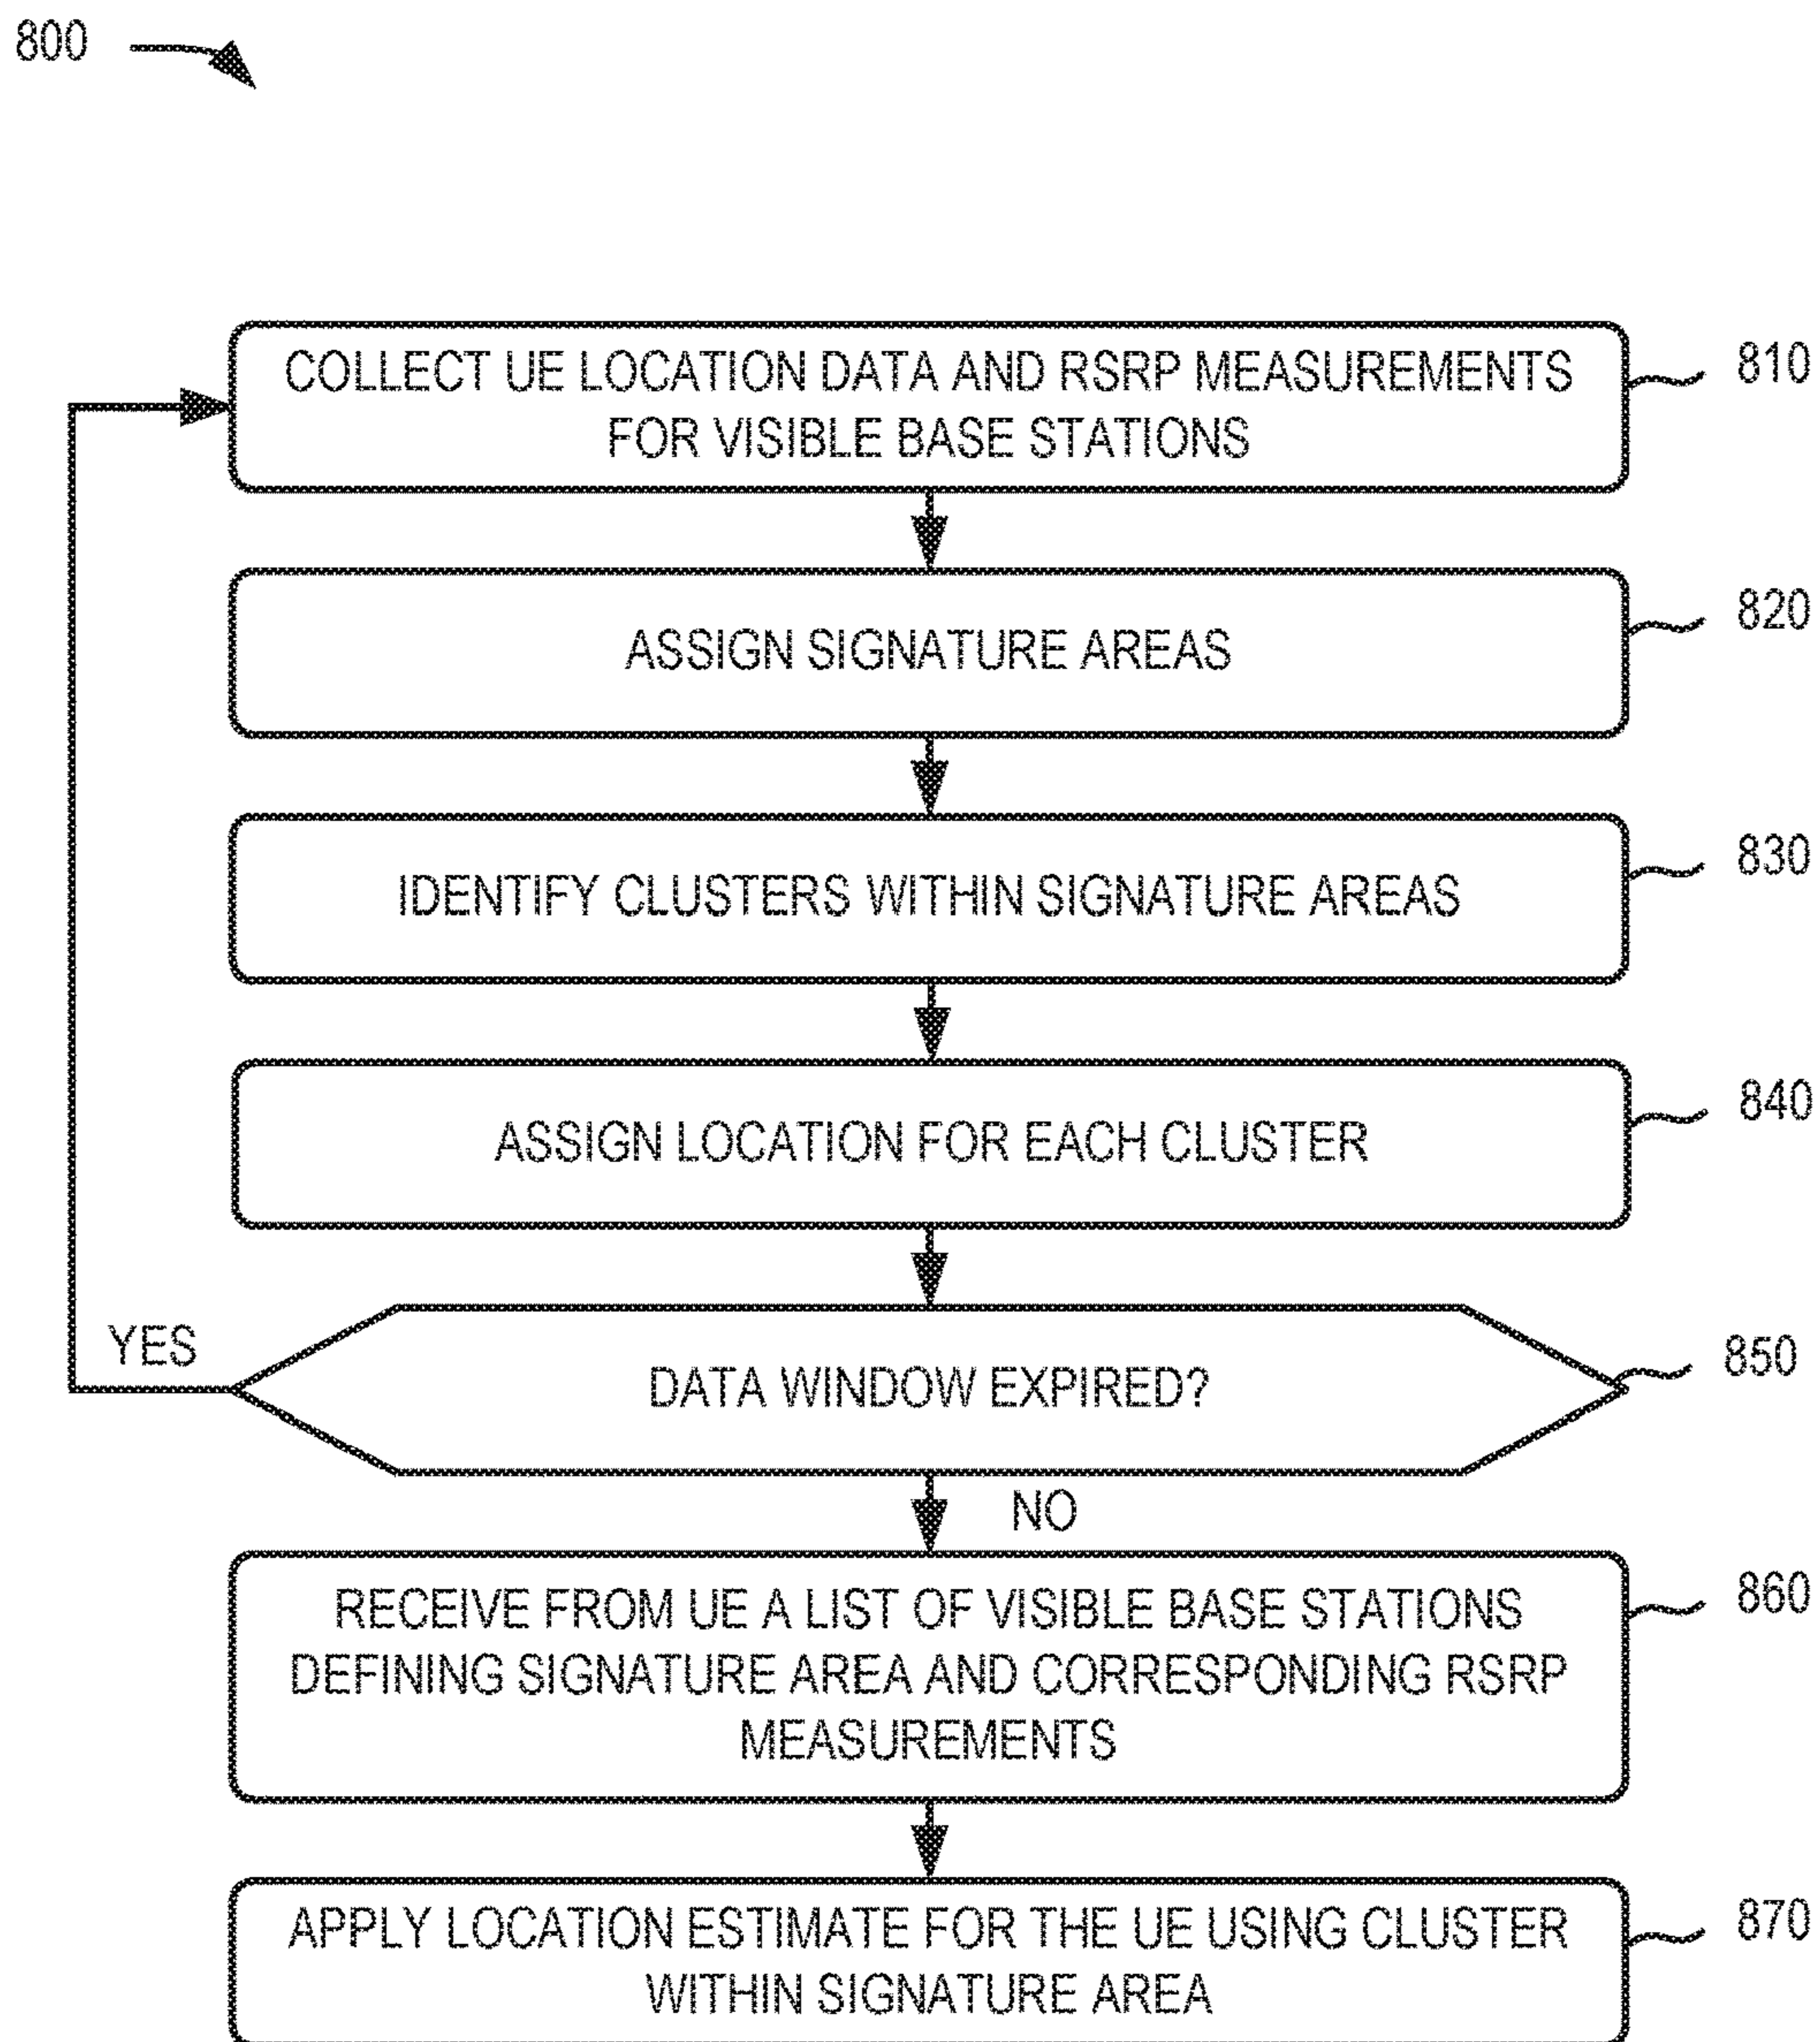 800
COLLECT UE LOCATION DATA AND RSRP MEASUREMENTS
FOR VISIBLE BASE STATIONS
810
ASSIGN SIGNATURE AREAS
820
IDENTIFY CLUSTERS WITHIN SIGNATURE AREAS
830
ASSIGN LOCATION FOR EACH CLUSTER
840
YES
DATA WINDOW EXPIRED?
850
NO
RECEIVE FROM UE A LIST OF VISIBLE BASE STATIONS
DEFINING SIGNATURE AREA AND CORRESPONDING RSRP
MEASUREMENTS
860
APPLY LOCATION ESTIMATE FOR THE UE USING CLUSTER
WITHIN SIGNATURE AREA
870